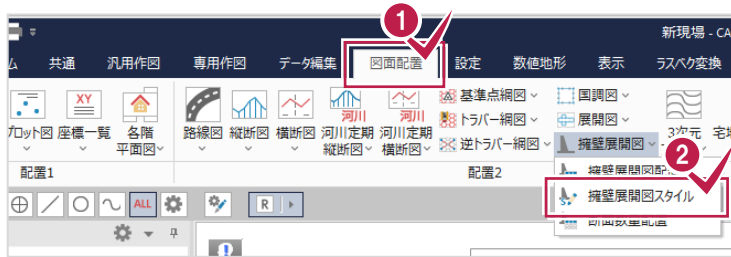 1
新現場 - CA
ム 共通 汎用作図 専用作図 データ編集 図面配置 設定 数値地形 表示 ラスベク変換
XY 河川 河川 基準点網図 国調図
トラバー網図 展開図
プロット図 座標一覧 各階平面図 路線図 縦断図 横断図 河川定期縦断図 河川定期横断図 逆トラバー網図 擁壁展開図 3次元 宅地
配置1 配置2
2
擁壁展開図スタイル
ALL R
断面数量配置